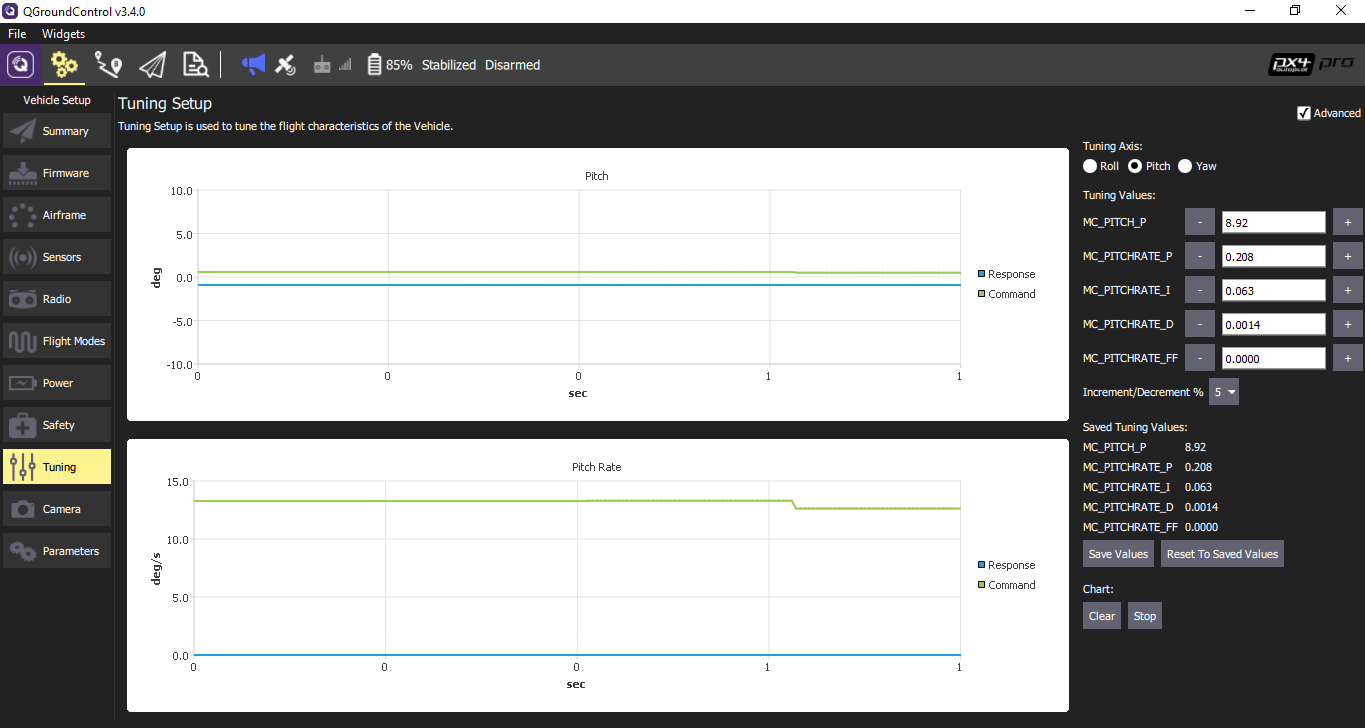 QGroundControl v3.4.0
File Widgets
85% Stabilized Disarmed
px4 pro
autopilot
Vehicle Setup
Summary
Firmware
Airframe
Sensors
Radio
Flight Modes
Power
Safety
Tuning
Camera
Parameters
Tuning Setup
Tuning Setup is used to tune the flight characteristics of the Vehicle.
Advanced
Pitch
10.0
5.0
0.0
-5.0
-10.0
deg
0 0 0 1 1
sec
Response
Command
Pitch Rate
15.0
10.0
5.0
0.0
deg/s
0 0 0 1 1
sec
Response
Command
Tuning Axis:
Roll Pitch Yaw
Tuning Values:
MC_PITCH_P - 8.92 +
MC_PITCHRATE_P - 0.208 +
MC_PITCHRATE_I - 0.063 +
MC_PITCHRATE_D - 0.0014 +
MC_PITCHRATE_FF - 0.0000 +
Increment/Decrement % 5
Saved Tuning Values:
MC_PITCH_P 8.92
MC_PITCHRATE_P 0.208
MC_PITCHRATE_I 0.063
MC_PITCHRATE_D 0.0014
MC_PITCHRATE_FF 0.0000
Save Values Reset To Saved Values
Chart:
Clear Stop